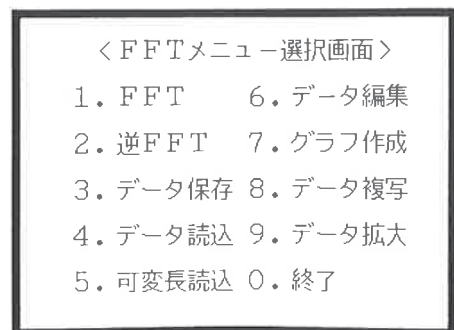 ＜ＦＦＴメニュー選択画面＞
１．ＦＦＴ　　６．データ編集
２．逆ＦＦＴ　７．グラフ作成
３．データ保存　８．データ複写
４．データ読込　９．データ拡大
５．可変長読込　０．終了